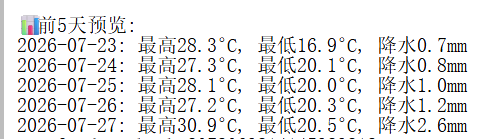 📊前5天预览:
2026-07-23: 最高28.3°C, 最低16.9°C, 降水0.7mm
2026-07-24: 最高27.3°C, 最低20.1°C, 降水0.8mm
2026-07-25: 最高28.1°C, 最低20.0°C, 降水1.0mm
2026-07-26: 最高27.2°C, 最低20.3°C, 降水1.2mm
2026-07-27: 最高30.9°C, 最低20.5°C, 降水2.6mm